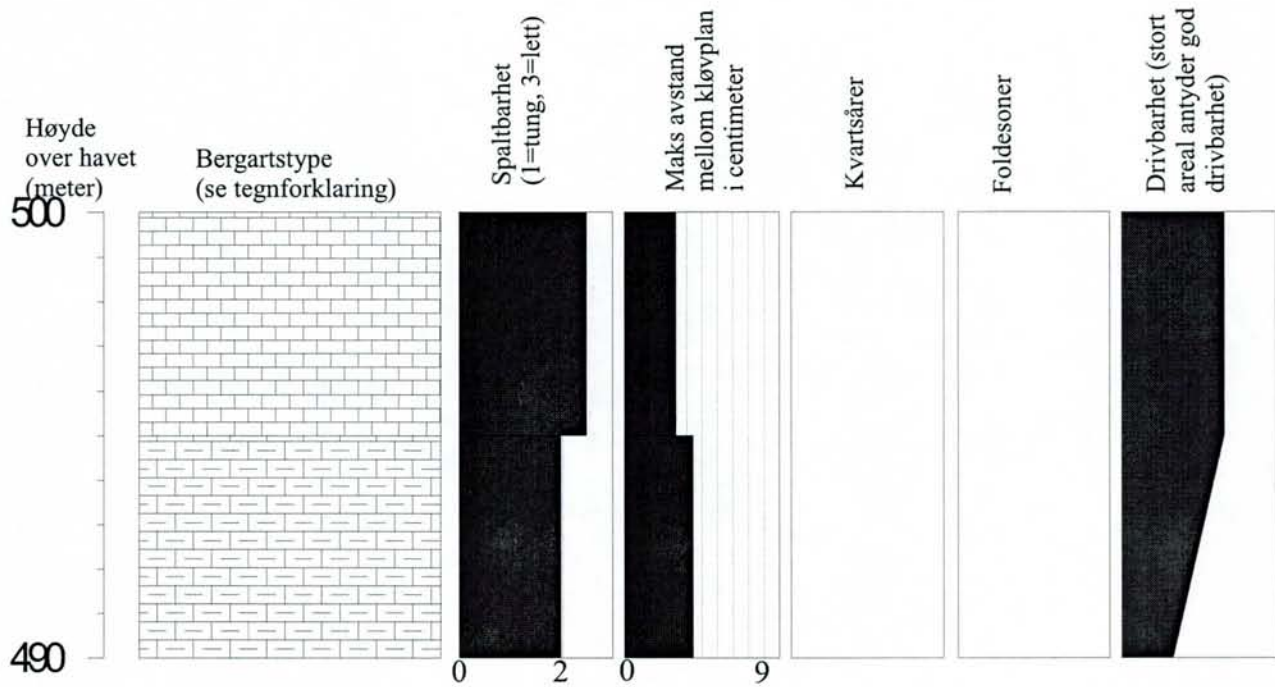 Høyde
over havet
(meter)
Bergartstype
(se tegnforklaring)
Spaltbarhet
(1=tung, 3=lett)
Maks avstand
mellom kløvplan
i centimeter
Kvartsårer
Foldesoner
Drivbarhet (stort
areal antyder god
drivbarhet)
500
490
0
2
0
9